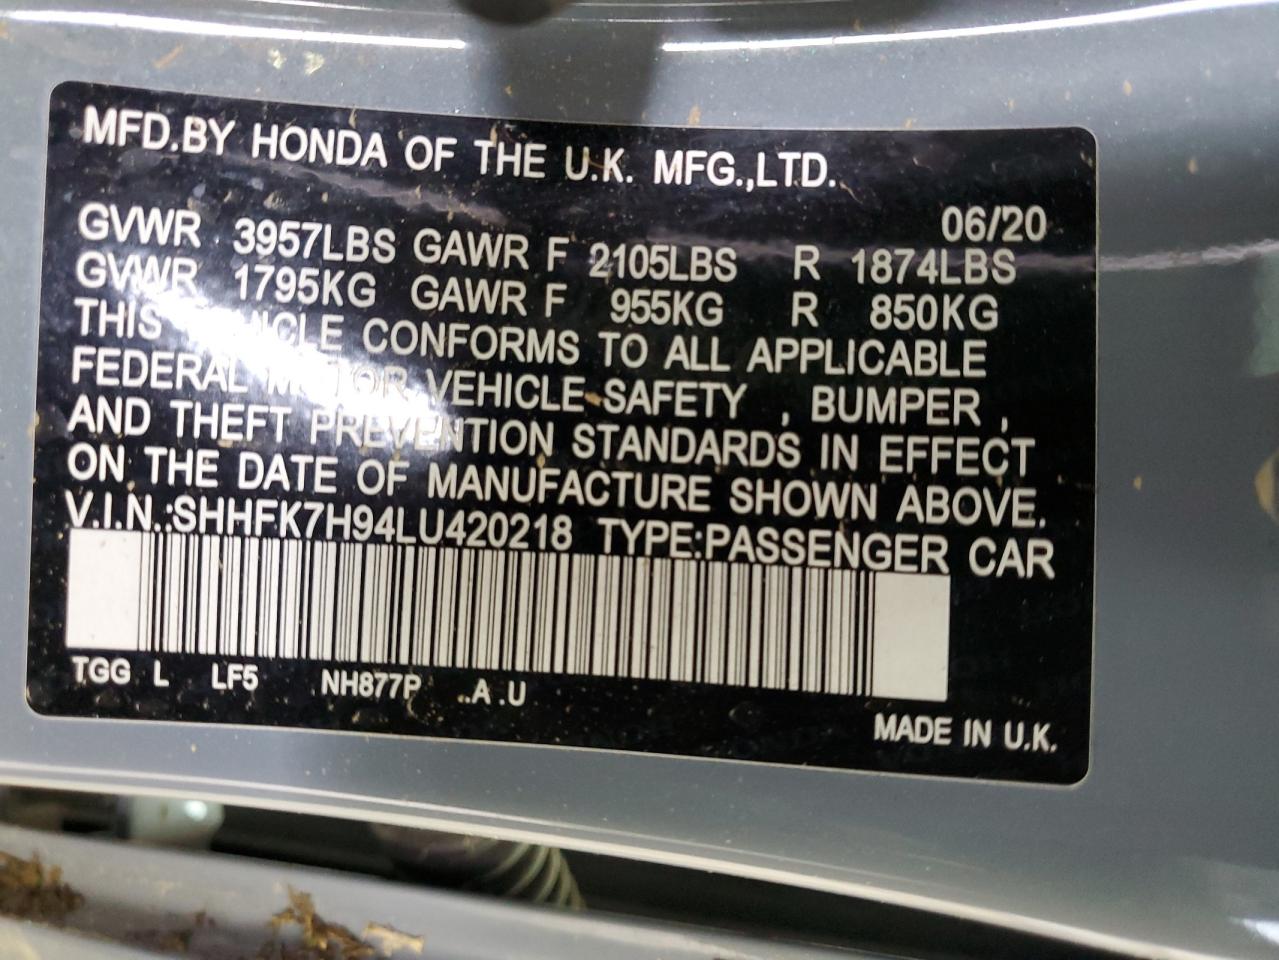 MFD.BY HONDA OF THE U.K. MFG.,LTD.
06/20
GVWR 3957LBS GAWR F 2105LBS R 1874LBS
GVWR 1795KG GAWR F 955KG R 850KG
THIS VEHICLE CONFORMS TO ALL APPLICABLE
FEDERAL MOTOR VEHICLE SAFETY , BUMPER ,
AND THEFT PREVENTION STANDARDS IN EFFECT
ON THE DATE OF MANUFACTURE SHOWN ABOVE.
V.I.N.:SHHFK7H94LU420218 TYPE:PASSENGER CAR
TGG L LF5 NH877P ..A .U
MADE IN U.K.